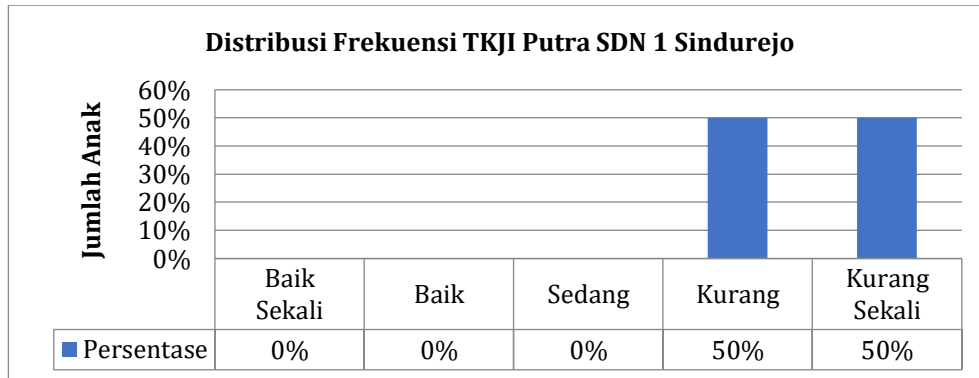 Distribusi Frekuensi TKJI Putra SDN 1 Sindurejo
Jumlah Anak
60%
50%
40%
30%
20%
10%
0%
Baik Sekali
Baik
Sedang
Kurang
Kurang Sekali
Persentase 0% 0% 0% 50% 50%